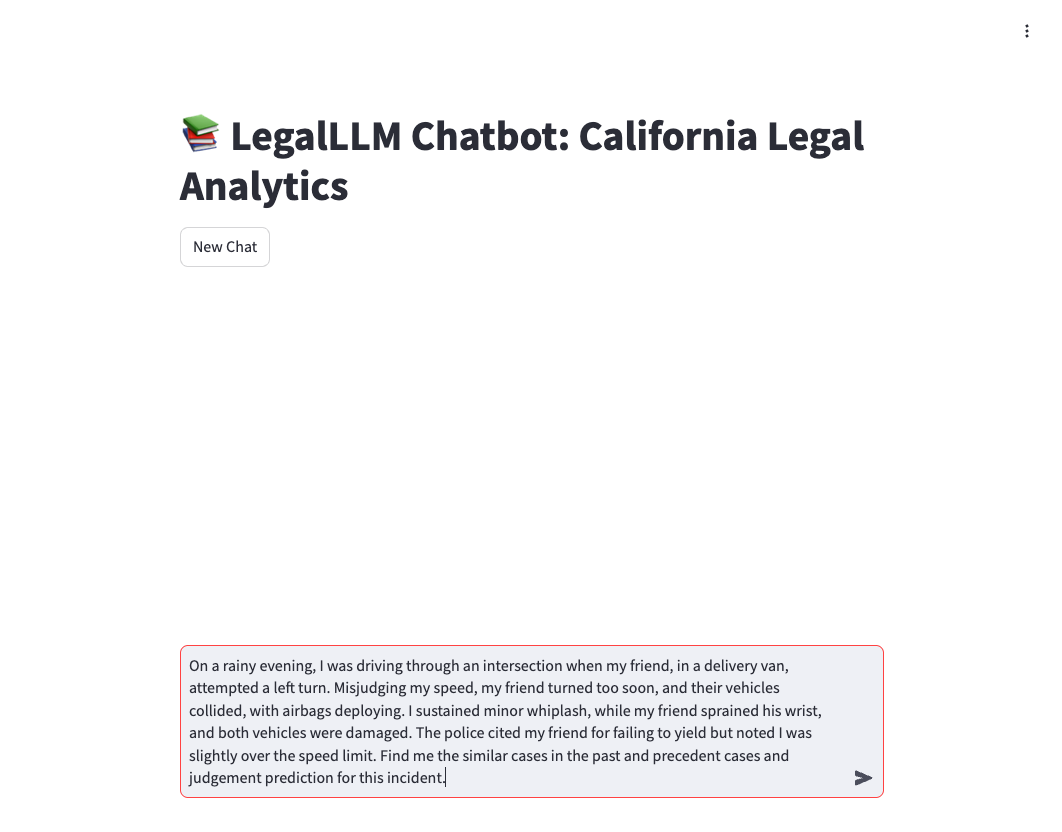 LegalLLM Chatbot: California Legal
Analytics
New Chat
On a rainy evening, I was driving through an intersection when my friend, in a delivery van,
attempted a left turn. Misjudging my speed, my friend turned too soon, and their vehicles
collided, with airbags deploying. I sustained minor whiplash, while my friend sprained his wrist,
and both vehicles were damaged. The police cited my friend for failing to yield but noted I was
slightly over the speed limit. Find me the similar cases in the past and precedent cases and
judgement prediction for this incident.